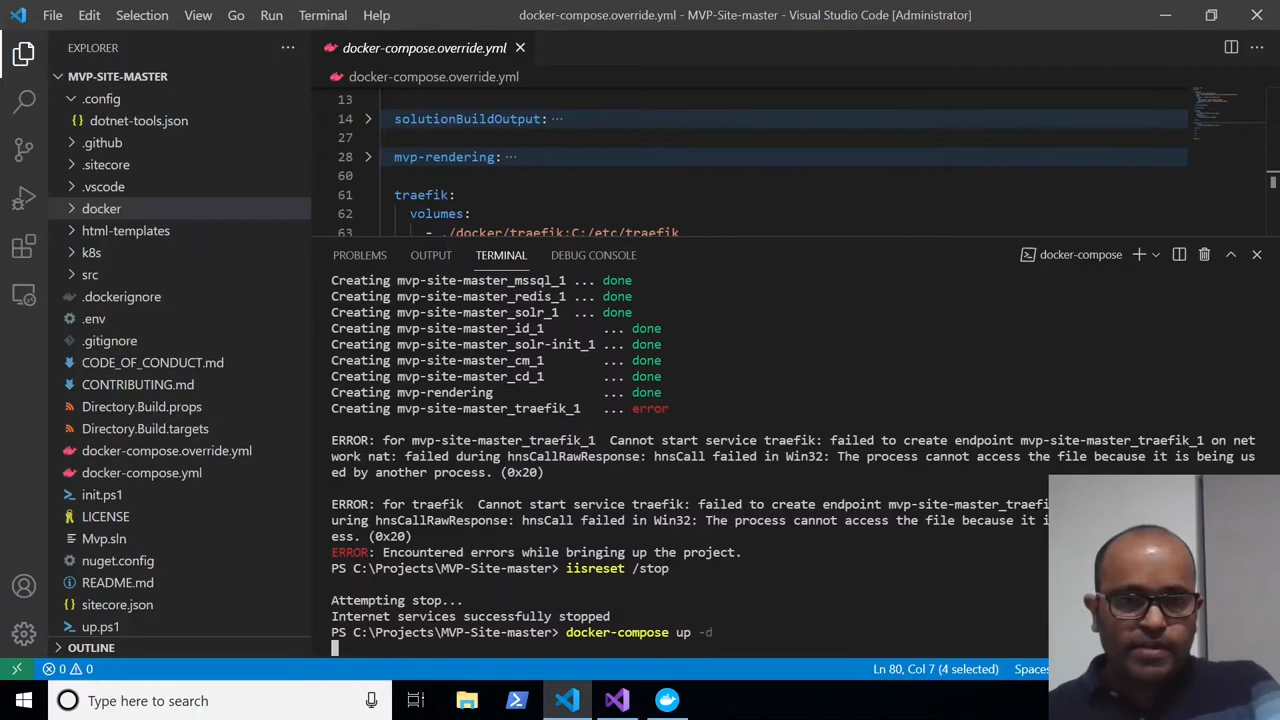 File Edit Selection View Go Run Terminal Help docker-compose.override.yml - MVP-Site-master - Visual Studio Code [Administrator]
EXPLORER
MVP-SITE-MASTER
.config
dotnet-tools.json
.github
.sitecore
.vscode
docker
html-templates
k8s
src
.dockerignore
.env
.gitignore
CODE_OF_CONDUCT.md
CONTRIBUTING.md
Directory.Build.props
Directory.Build.targets
docker-compose.override.yml
docker-compose.yml
init.ps1
LICENSE
Mvp.sln
nuget.config
README.md
sitecore.json
up.ps1
OUTLINE
docker-compose.override.yml
docker-compose.override.yml
13
14 solutionBuildOutput: ···
27
28 mvp-rendering: ···
60
61 traefik:
62 volumes:
63 - ./docker/traefik:C:/etc/traefik
PROBLEMS OUTPUT TERMINAL DEBUG CONSOLE docker-compose
Creating mvp-site-master_mssql_1 ... done
Creating mvp-site-master_redis_1 ... done
Creating mvp-site-master_solr_1 ... done
Creating mvp-site-master_id_1 ... done
Creating mvp-site-master_solr-init_1 ... done
Creating mvp-site-master_cm_1 ... done
Creating mvp-site-master_cd_1 ... done
Creating mvp-rendering ... done
Creating mvp-site-master_traefik_1 ... error
ERROR: for mvp-site-master_traefik_1 Cannot start service traefik: failed to create endpoint mvp-site-master_traefik_1 on net
work nat: failed during hnsCallRawResponse: hnsCall failed in Win32: The process cannot access the file because it is being us
ed by another process. (0x20)
ERROR: for traefik Cannot start service traefik: failed to create endpoint mvp-site-master_traefi
uring hnsCallRawResponse: hnsCall failed in Win32: The process cannot access the file because it i
ess. (0x20)
ERROR: Encountered errors while bringing up the project.
PS C:\Projects\MVP-Site-master> iisreset /stop
Attempting stop...
Internet services successfully stopped
PS C:\Projects\MVP-Site-master> docker-compose up -d
0 0 Ln 80, Col 7 (4 selected) Spaces
Type here to search